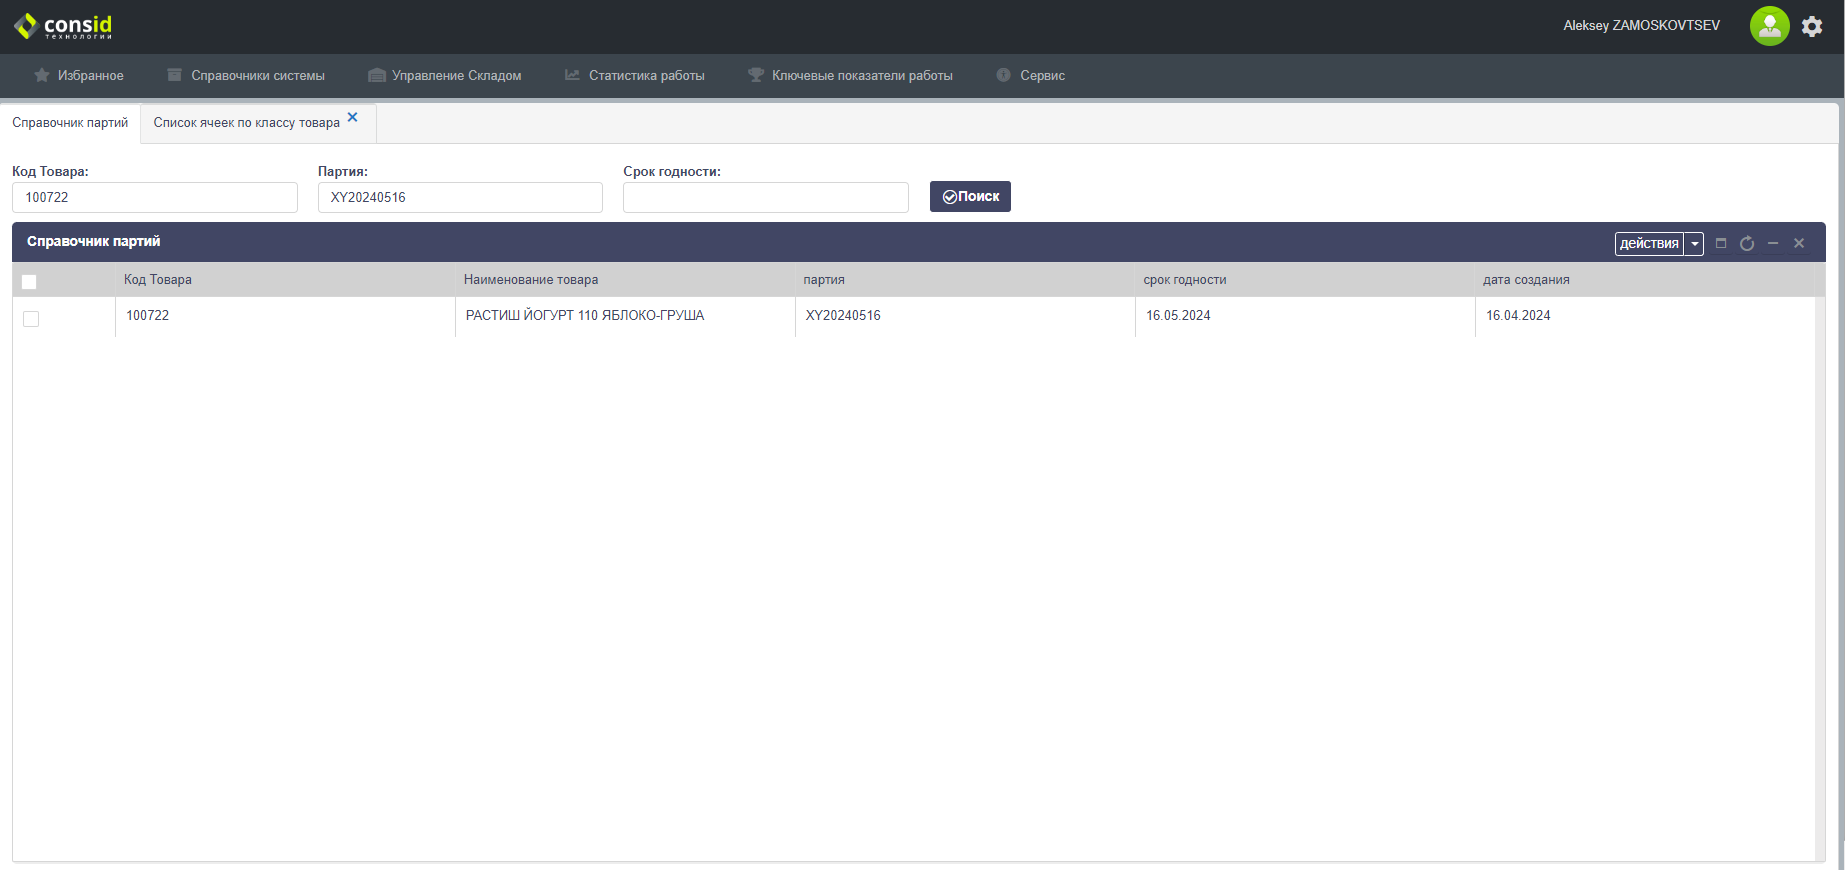 consid
технологии
Aleksey ZAMOSKOVTSEV
Избранное Справочники системы Управление Складом Статистика работы Ключевые показатели работы Сервис
Справочник партий Список ячеек по классу товара
Код Товара: Партия: Срок годности:
100722 XY20240516 Поиск
Справочник партий действия
Код Товара Наименование товара партия срок годности дата создания
100722 РАСТИШ ЙОГУРТ 110 ЯБЛОКО-ГРУША XY20240516 16.05.2024 16.04.2024